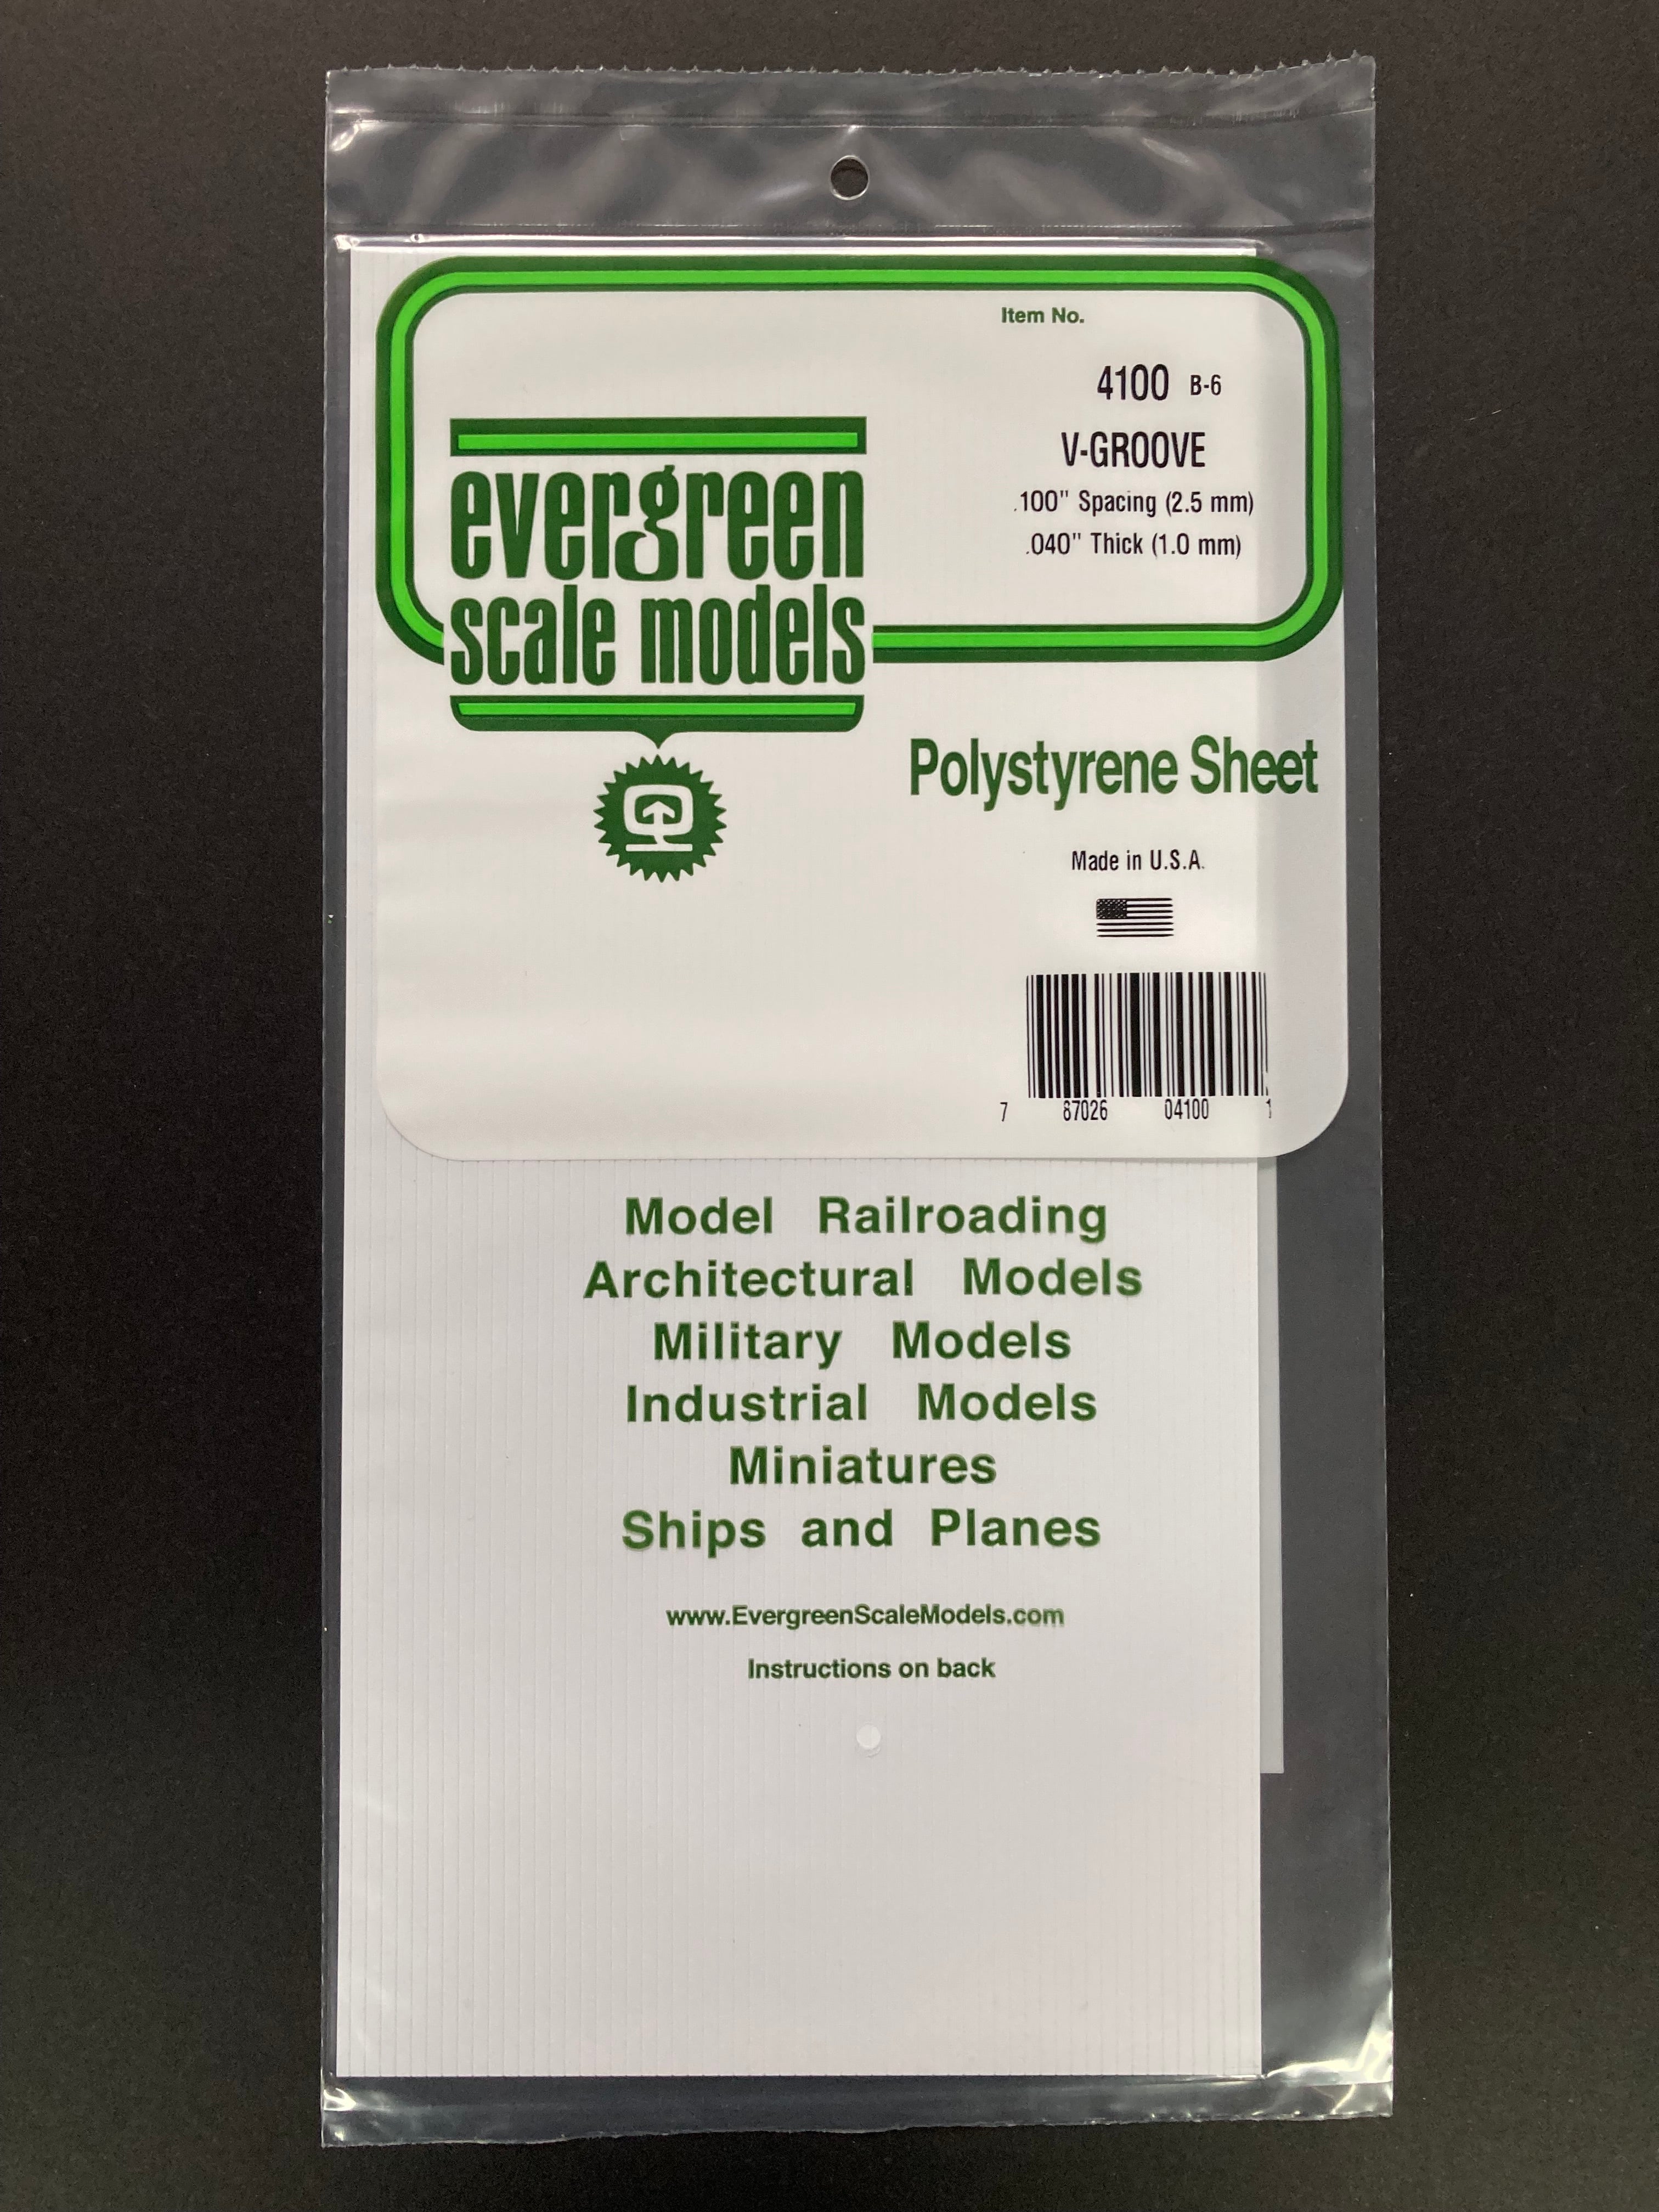 Item No.
4100 B-6
V-GROOVE
.100" Spacing (2.5 mm)
.040" Thick (1.0 mm)
evergreen
scale models
Polystyrene Sheet
Made in U.S.A.
7 87026 04100 1
Model Railroading
Architectural Models
Military Models
Industrial Models
Miniatures
Ships and Planes
www.EvergreenScaleModels.com
Instructions on back